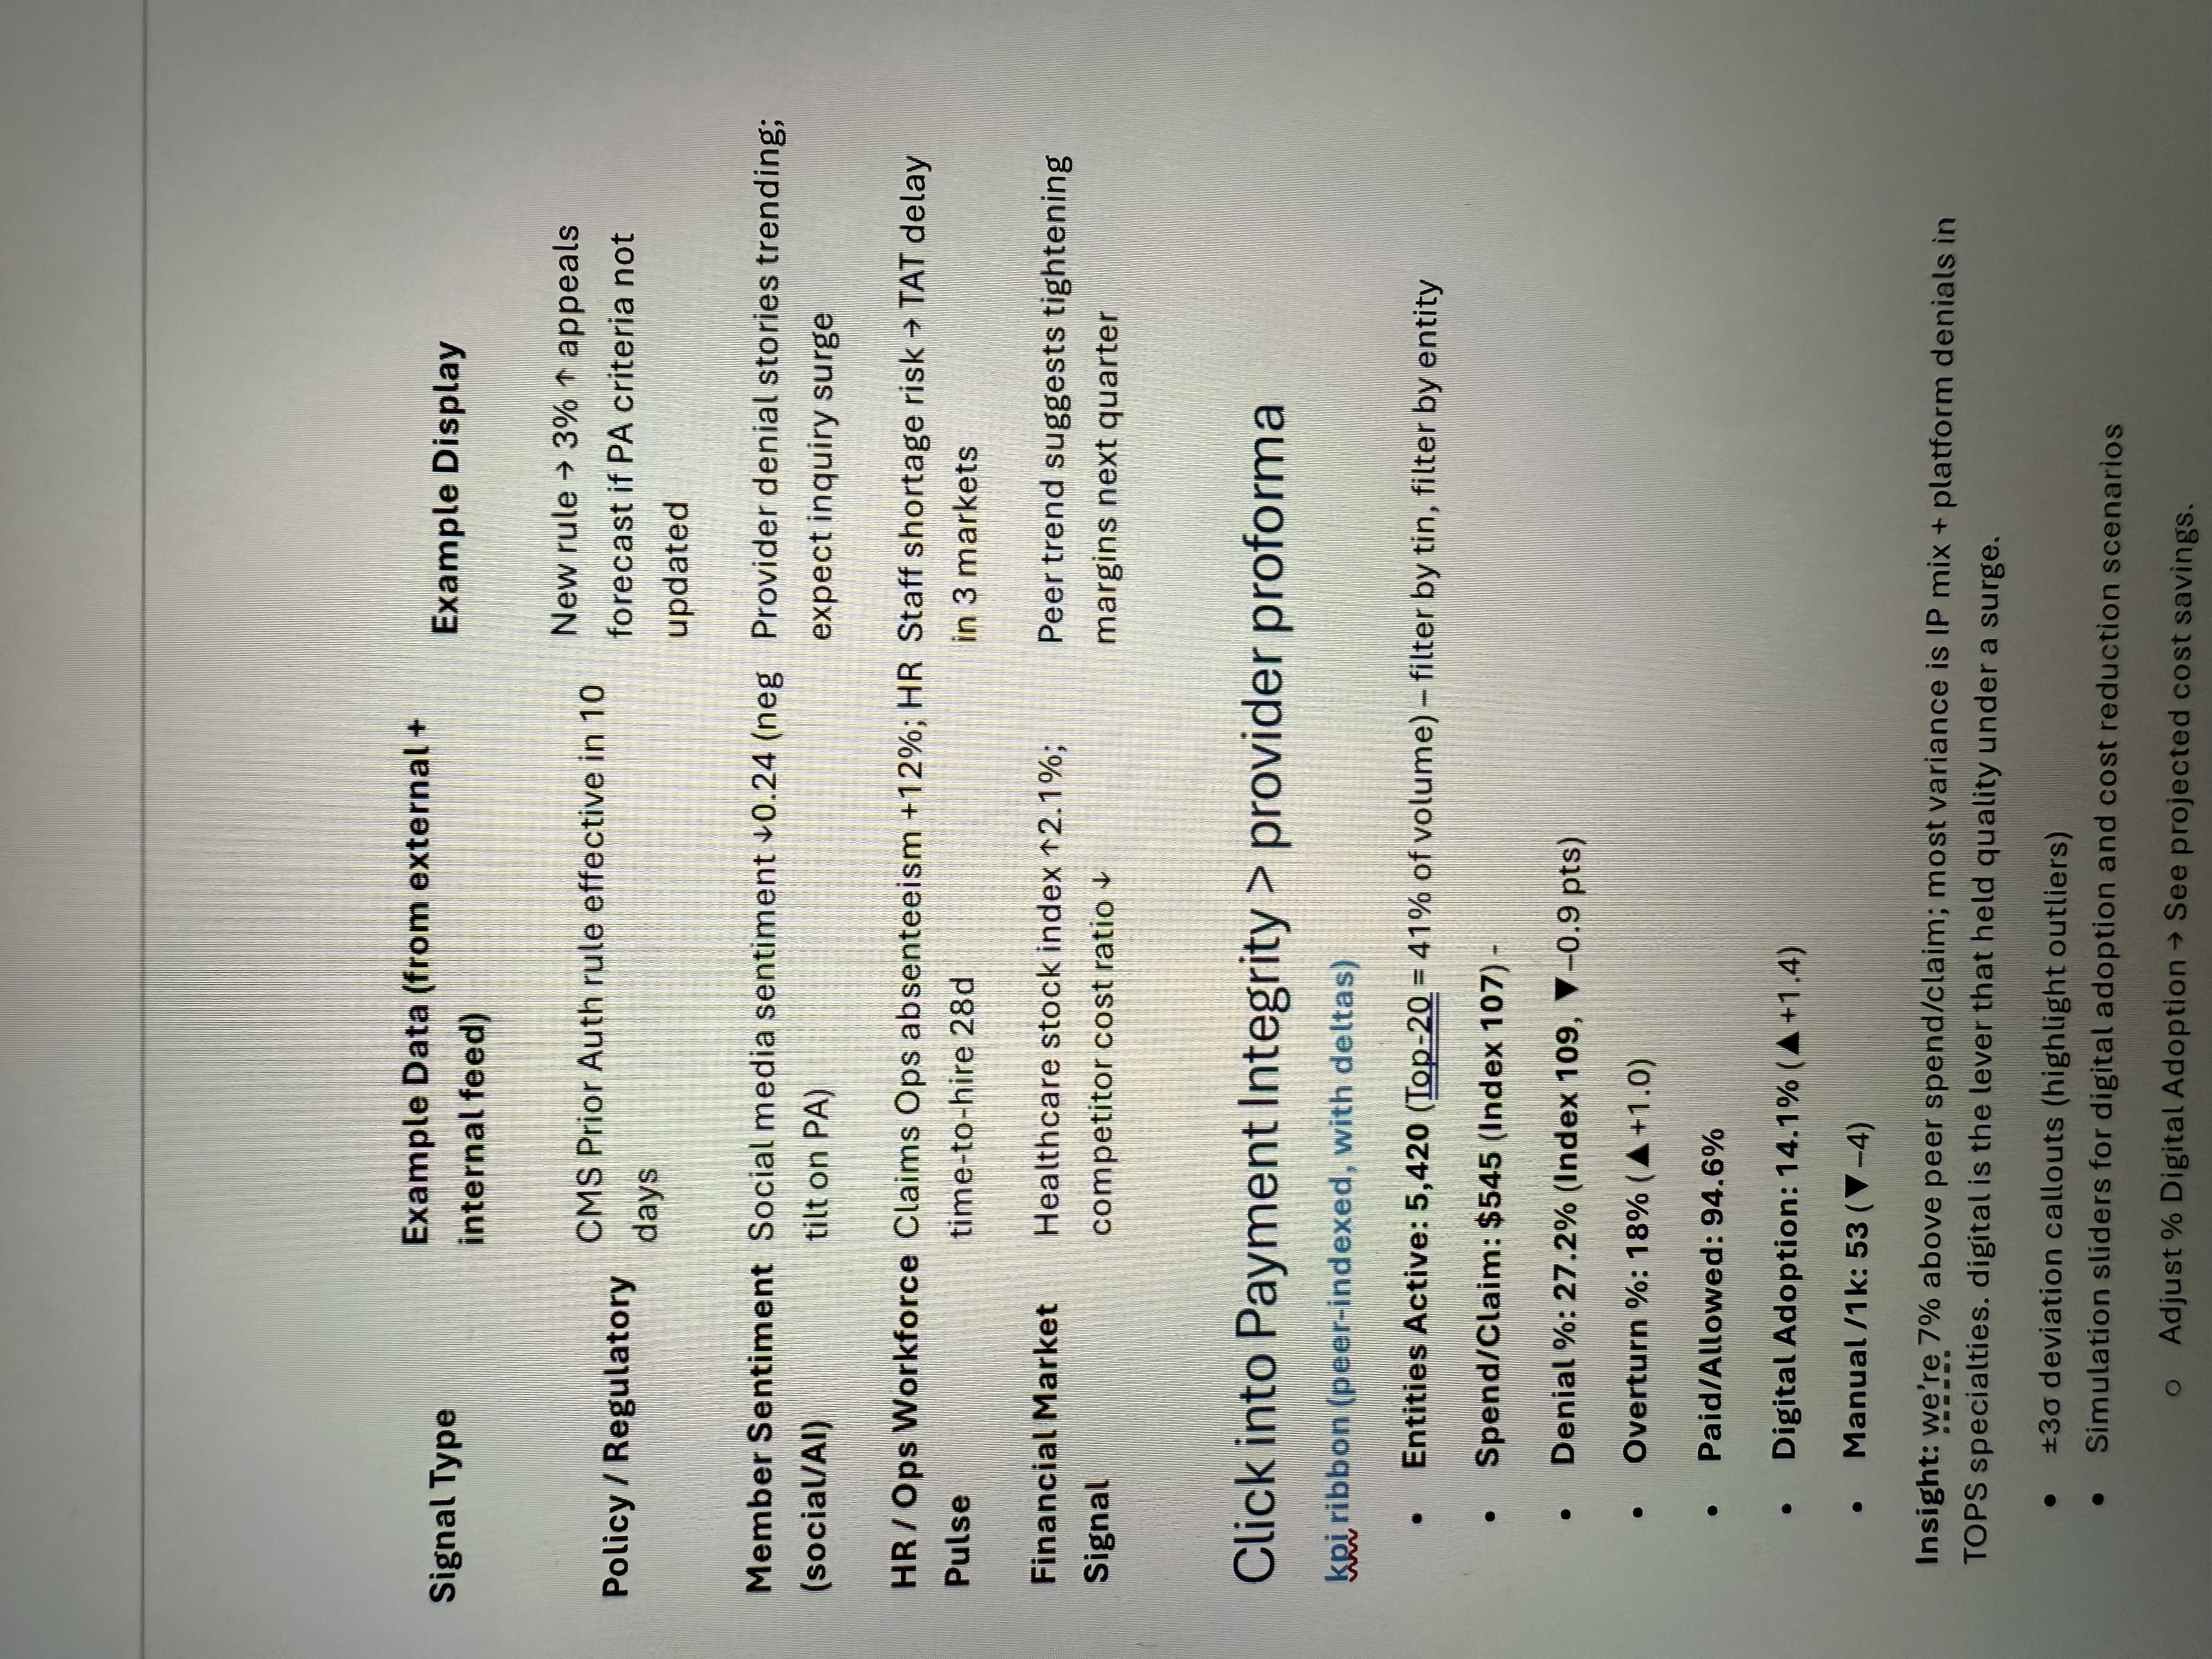 Signal Type
Example Data (from external +
internal feed)
Example Display
Policy / Regulatory
CMS Prior Auth rule effective in 10
days
New rule → 3% ↑ appeals
forecast if PA criteria not
updated
Member Sentiment
(social/AI)
Social media sentiment ↓0.24 (neg
tilt on PA)
Provider denial stories trending;
expect inquiry surge
HR / Ops Workforce
Pulse
Claims Ops absenteeism +12%; HR
time-to-hire 28d
Staff shortage risk → TAT delay
in 3 markets
Financial Market
Signal
Healthcare stock index ↑2.1%;
competitor cost ratio ↓
Peer trend suggests tightening
margins next quarter
Click into Payment Integrity > provider proforma
kpi ribbon (peer-indexed, with deltas)
• Entities Active: 5,420 (Top-20 = 41% of volume) – filter by tin, filter by entity
• Spend/Claim: $545 (Index 107) -
• Denial %: 27.2% (Index 109, ▼–0.9 pts)
• Overturn %: 18% (▲+1.0)
• Paid/Allowed: 94.6%
• Digital Adoption: 14.1% (▲+1.4)
• Manual /1k: 53 (▼–4)
Insight: we're 7% above peer spend/claim; most variance is IP mix + platform denials in
TOPS specialties. digital is the lever that held quality under a surge.
• ±3σ deviation callouts (highlight outliers)
• Simulation sliders for digital adoption and cost reduction scenarios
○ Adjust % Digital Adoption → See projected cost savings.